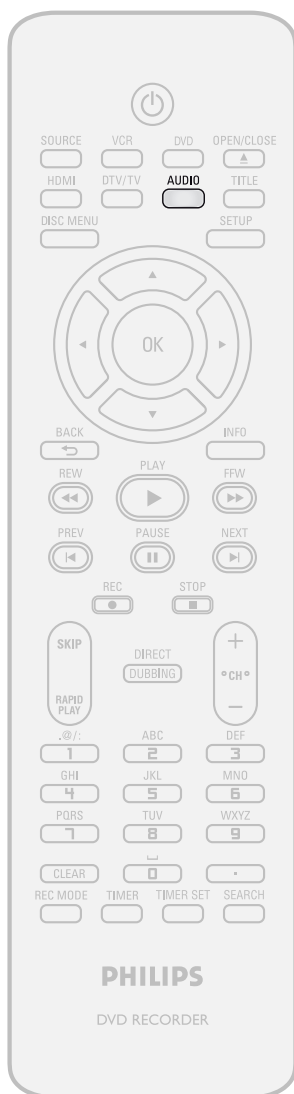 SOURCE VCR DVD OPEN/CLOSE
HDMI DTV/TV AUDIO TITLE
DISC MENU SETUP
OK
BACK INFO
REW PLAY FFW
PREV PAUSE NEXT
REC STOP
SKIP DIRECT +
DUBBING CH
RAPID PLAY −
.@/: ABC DEF
1 2 3
GHI JKL MNO
4 5 6
PQRS TUV WXYZ
7 8 9
CLEAR 0 .
REC MODE TIMER TIMER SET SEARCH
PHILIPS
DVD RECORDER